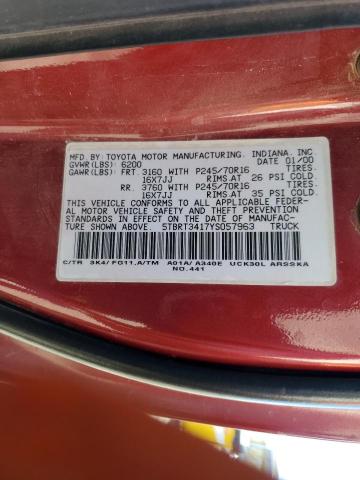 MFD. BY: TOYOTA MOTOR MANUFACTURING, INDIANA, INC.
GVWR(LBS): 6200 DATE 01/00
GAWR(LBS): FRT. 3160 WITH P245/70R16 TIRES,
16X7JJ RIMS,AT 26 PSI COLD.
RR. 3760 WITH P245/70R16 TIRES,
16X7JJ RIMS,AT 35 PSI COLD.
THIS VEHICLE CONFORMS TO ALL APPLICABLE FEDER-
AL MOTOR VEHICLE SAFETY AND BUMPER
STANDARDS IN EFFECT ON THE DATE OF MANUFAC-
TURE SHOWN ABOVE. 5TBRT3417YS057963 TRUCK
C/TR 3K4/ FG11,A/TM A01A/ A340E UCK30L ARSSKA
NO.441